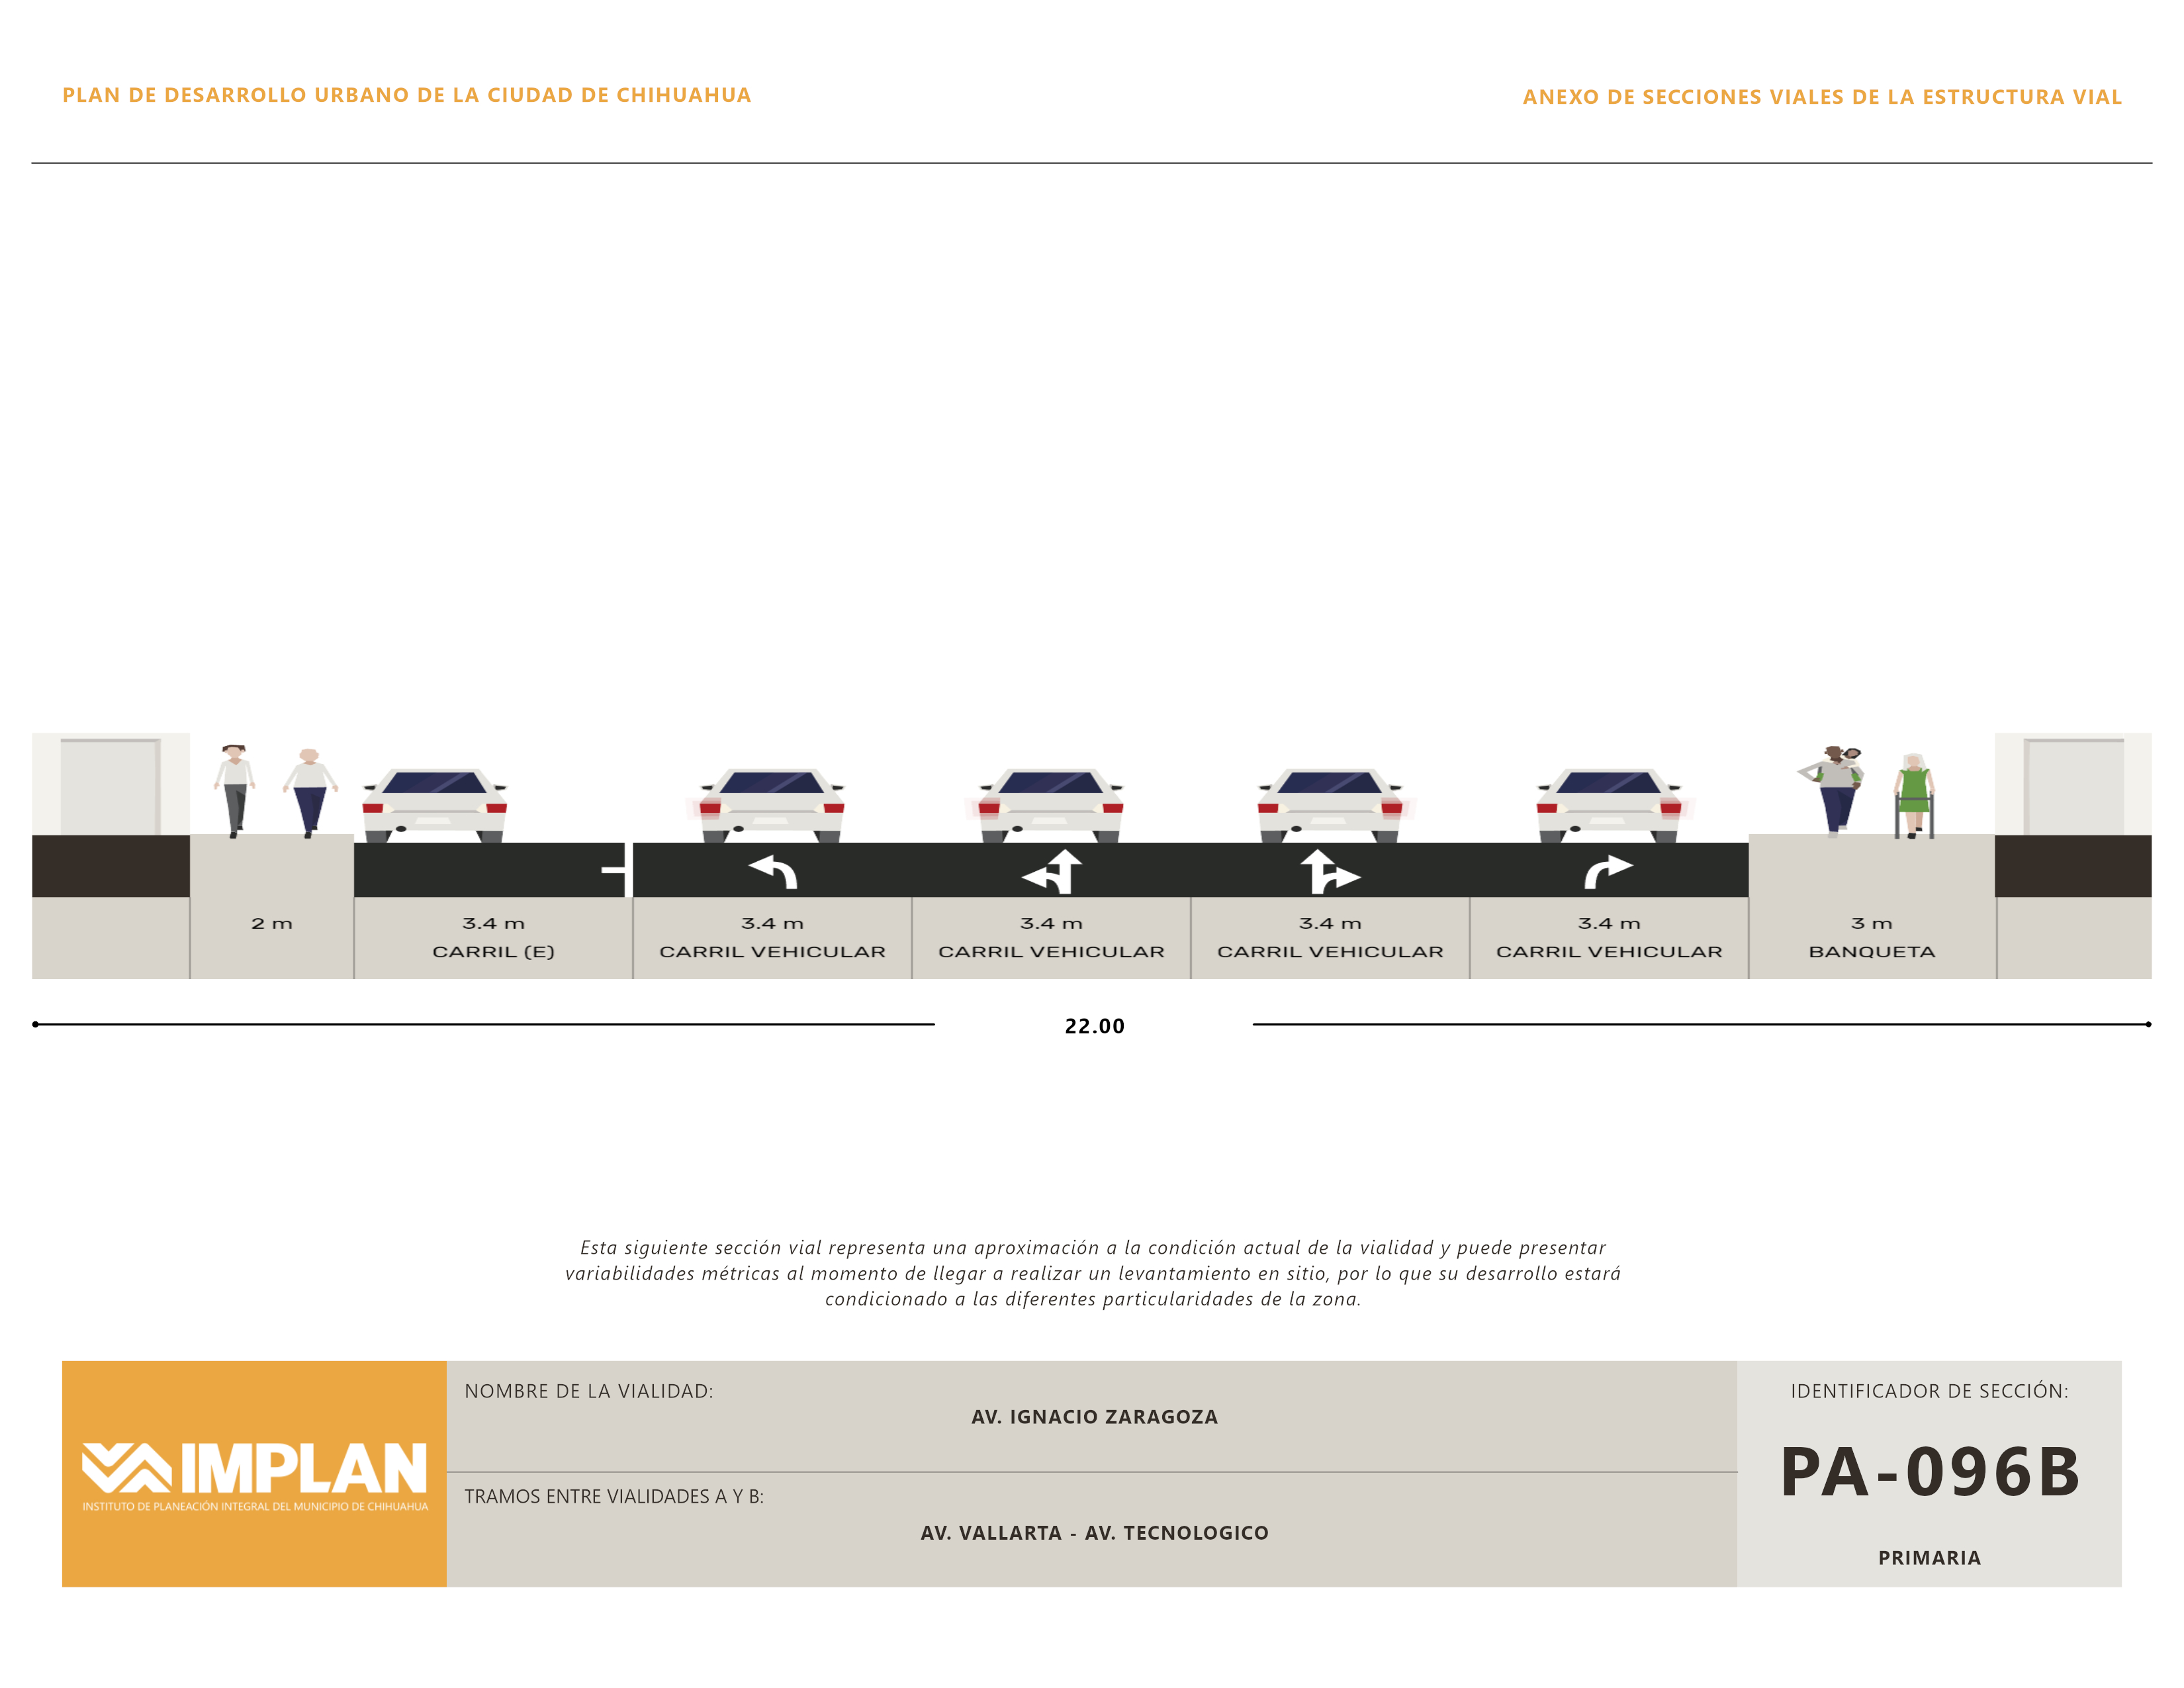 PLAN DE DESARROLLO URBANO DE LA CIUDAD DE CHIHUAHUA
ANEXO DE SECCIONES VIALES DE LA ESTRUCTURA VIAL
2 m
3.4 m
CARRIL (E)
3.4 m
CARRIL VEHICULAR
3.4 m
CARRIL VEHICULAR
3.4 m
CARRIL VEHICULAR
3.4 m
CARRIL VEHICULAR
3 m
BANQUETA
22.00
Esta siguiente sección vial representa una aproximación a la condición actual de la vialidad y puede presentar
variabilidades métricas al momento de llegar a realizar un levantamiento en sitio, por lo que su desarrollo estará
condicionado a las diferentes particularidades de la zona.
IMPLAN
INSTITUTO DE PLANEACIÓN INTEGRAL DEL MUNICIPIO DE CHIHUAHUA
NOMBRE DE LA VIALIDAD:
AV. IGNACIO ZARAGOZA
TRAMOS ENTRE VIALIDADES A Y B:
AV. VALLARTA - AV. TECNOLOGICO
IDENTIFICADOR DE SECCIÓN:
PA-096B
PRIMARIA